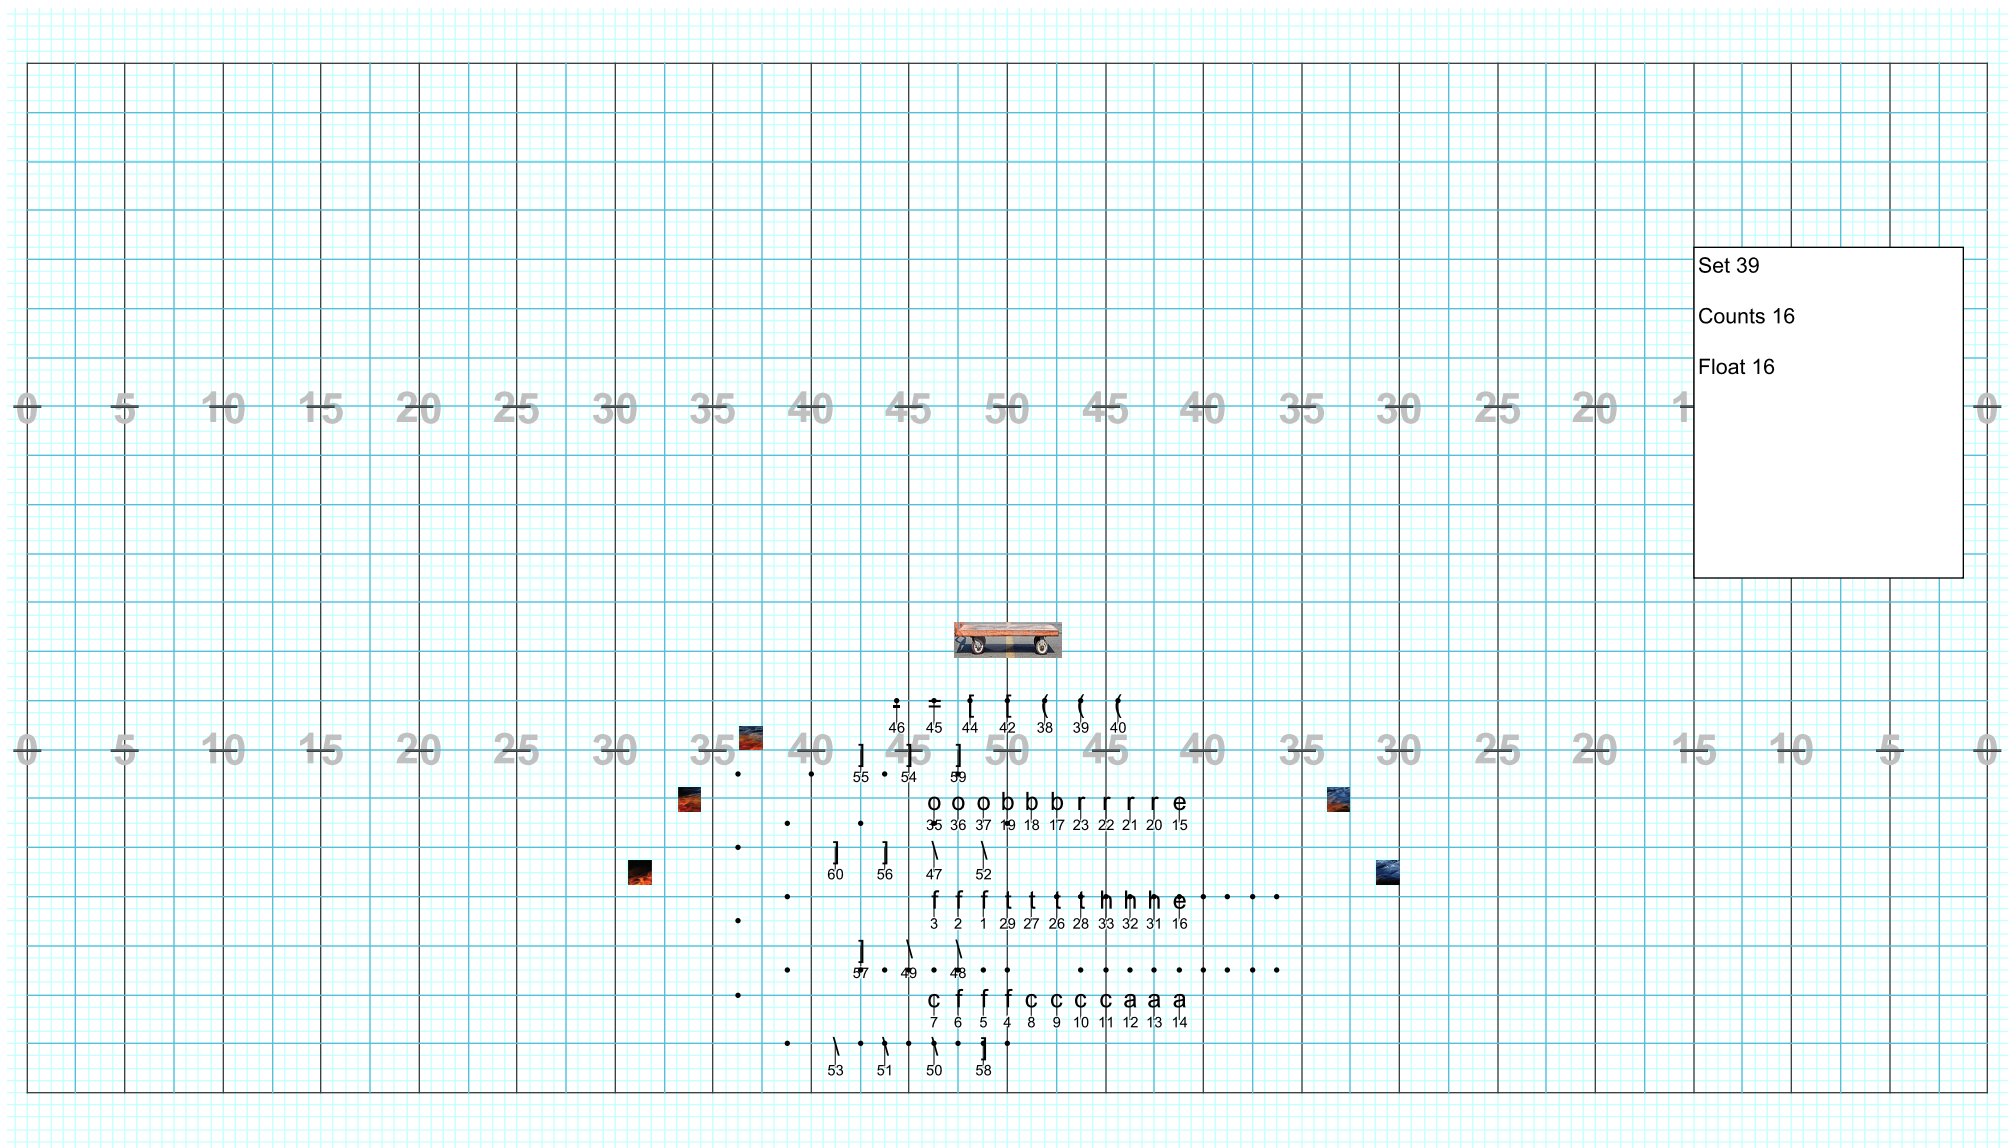 Set 39
Counts 16
Float 16
0 5 10 15 20 25 30 35 40 45 50 45 40 35 30 25 20 1 0
= = [ [ ( ( (
46 45 44 42 38 39 40
0 5 10 15 20 25 30 35 40 45 50 45 40 35 30 25 20 15 10 5 0
] ] ]
55 54 59
o o o b b b r r r r e
35 36 37 19 18 17 23 22 21 20 15
] ] \ \
60 56 47 52
f f f t t t t h h h e
3 2 1 29 27 26 28 33 32 31 16
] \ \
57 49 48
c f f f c c c c a a a
7 6 5 4 8 9 10 11 12 13 14
\ \ \ ]
53 51 50 58